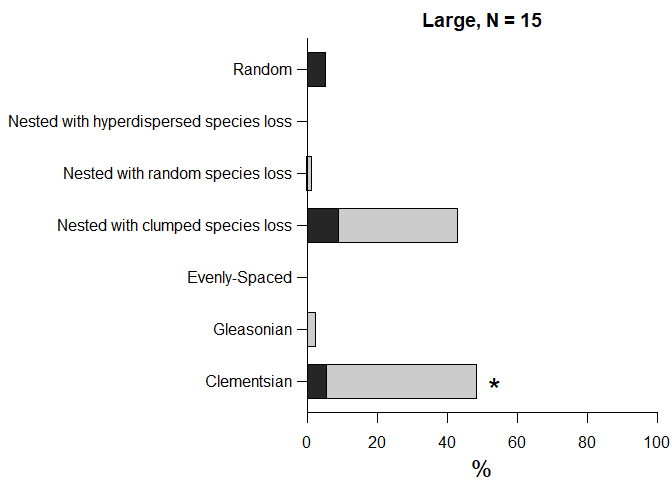 Large, N = 15
Random
Nested with hyperdispersed species loss
Nested with random species loss
Nested with clumped species loss
Evenly-Spaced
Gleasonian
Clementsian
*
0 20 40 60 80 100
%